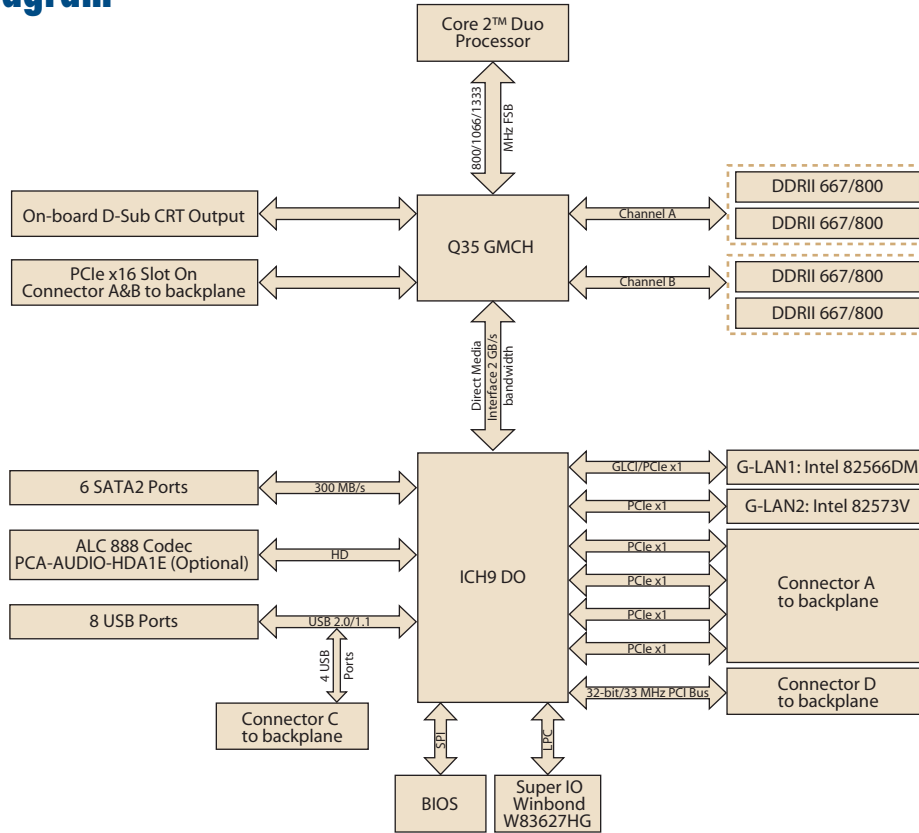 agram
Core 2™ Duo
Processor
800/1066/1333
MHz FSB
On-board D-Sub CRT Output
PCIe x16 Slot On
Connector A&B to backplane
Q35 GMCH
Channel A
Channel B
DDRII 667/800
DDRII 667/800
DDRII 667/800
DDRII 667/800
Direct Media
Interface 2 GB/s
bandwidth
6 SATA2 Ports
300 MB/s
ALC 888 Codec
PCA-AUDIO-HDA1E (Optional)
HD
8 USB Ports
USB 2.0/1.1
4 USB
Ports
Connector C
to backplane
ICH9 DO
GLCI/PCIe x1
G-LAN1: Intel 82566DM
PCIe x1
G-LAN2: Intel 82573V
PCIe x1
PCIe x1
PCIe x1
PCIe x1
Connector A
to backplane
32-bit/33 MHz PCI Bus
Connector D
to backplane
SPI
LPC
BIOS
Super IO
Winbond
W83627HG